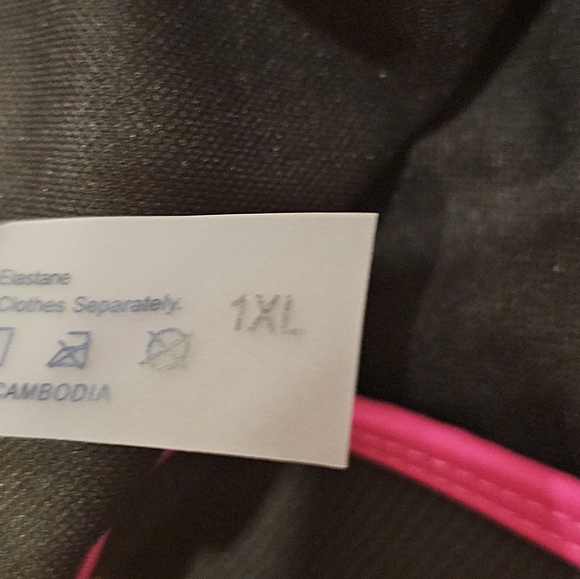 Elastane
Clothes Separately.
1XL
CAMBODIA